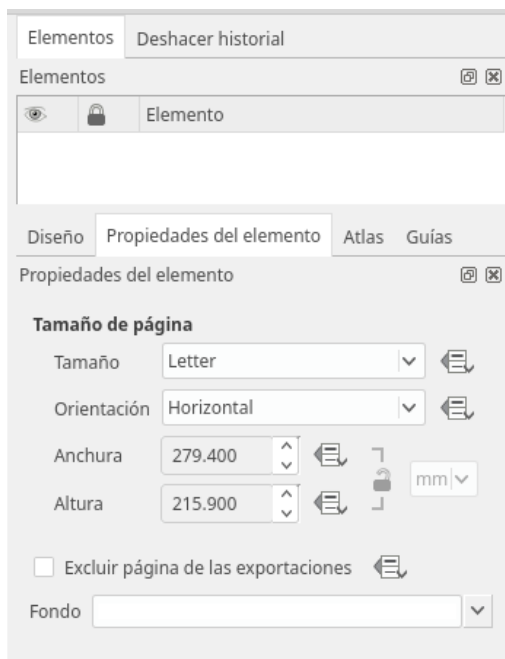 Elementos Deshacer historial
Elementos
Elemento
Diseño Propiedades del elemento Atlas Guías
Propiedades del elemento
Tamaño de página
Tamaño Letter
Orientación Horizontal
Anchura 279.400
mm
Altura 215.900
Excluir página de las exportaciones
Fondo